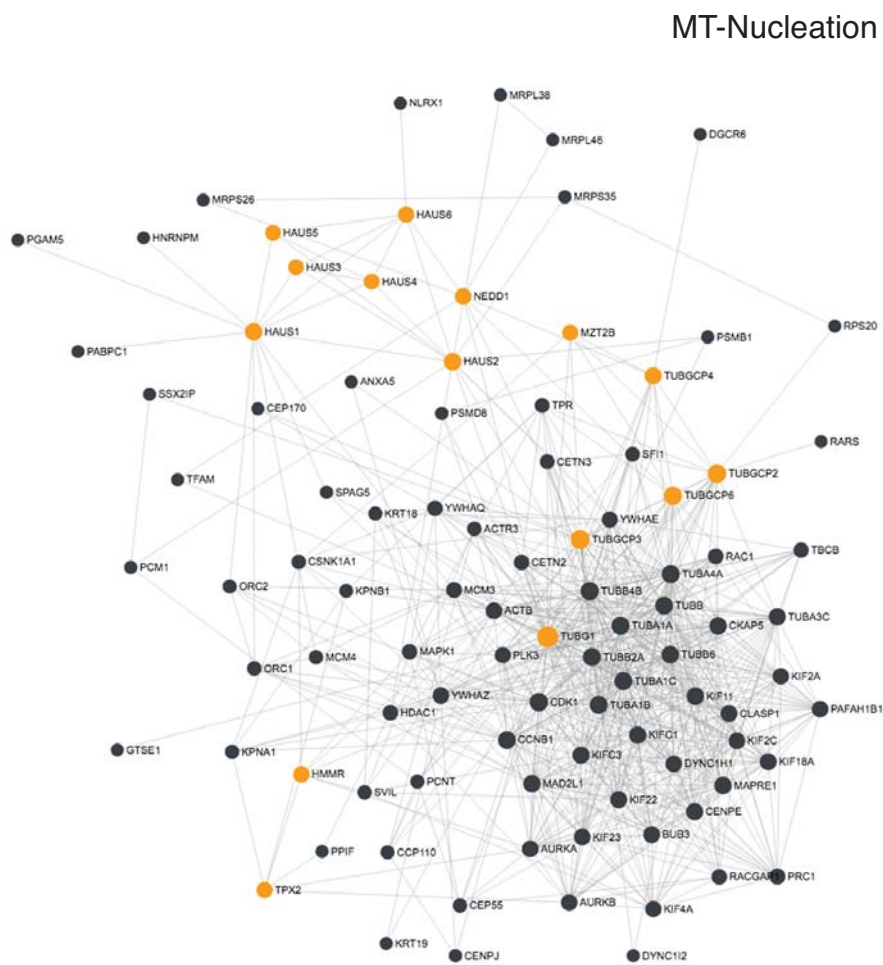 MT-Nucleation
MRPL38
NLRX1
DGCR6
MRPL46
MRPS35
MRPS26
HAUS6
HAUS5
HNRNPM
PGAM5
HAUS3
HAUS4
NEDD1
RPS20
HAUS1
MZT2B
PSMB1
PABPC1
HAUS2
TUBGCP4
ANXA5
SSX2IP
TPR
CEP170
PSMD8
RARS
SFI1
CETN3
TUBGCP2
TFAM
SPAG5
TUBGCP6
YWHAQ
KRT18
YWHAE
ACTR3
TUBGCP3
TBCB
RAC1
CSNK1A1
CETN2
PCM1
TUBA4A
ORC2
KPNB1
MCM3
TUBB4B
TUBB
ACTB
TUBA3C
TUBA1A
CKAP5
TUBG1
MAPK1
PLK3
TUBB2A
TUBB6
MCM4
ORC1
KIF2A
TUBA1C
YWHAZ
KIF11
CDK1
TUBA1B
PAFAH1B1
HDAC1
CLASP1
KIFC1
CCNB1
KIF2C
GTSE1
KPNA1
KIFC3
KIF18A
DYNC1H1
HMMR
PCNT
MAD2L1
MAPRE1
SVIL
KIF22
CENPE
BUB3
KIF23
AURKA
PPIF
CCP110
RACGAP1
PRC1
TPX2
AURKB
CEP55
KIF4A
KRT19
CENPJ
DYNC1I2